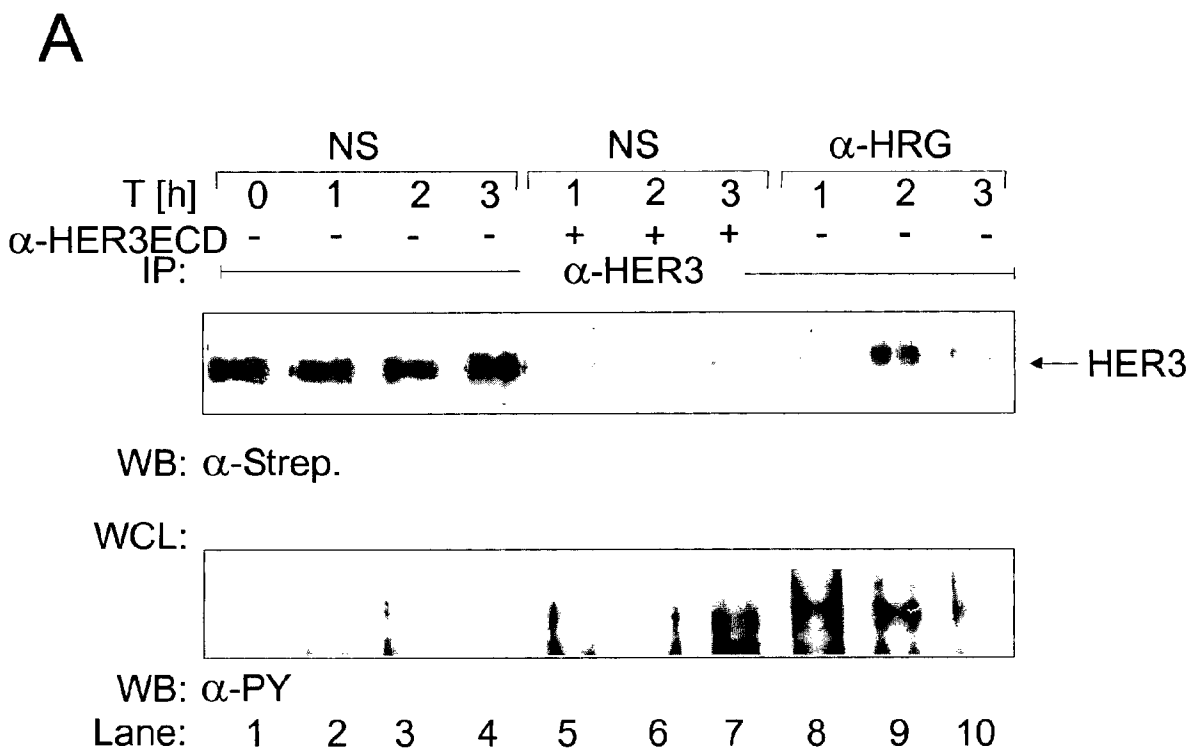 A
NS NS α-HRG
T [h] 0 1 2 3 1 2 3 1 2 3
α-HER3ECD - - - - + + + - - -
IP: α-HER3
HER3
WB: α-Strep.
WCL:
WB: α-PY
Lane: 1 2 3 4 5 6 7 8 9 10